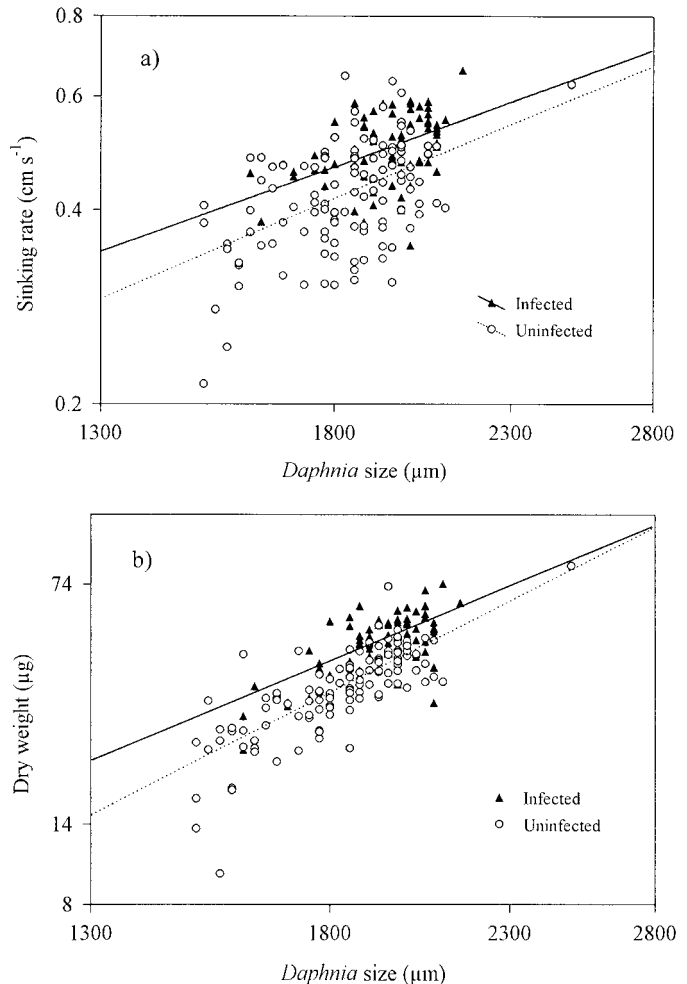 a)
0.8
0.6
0.4
0.2
Sinking rate (cm s⁻¹)
Infected
Uninfected
1300 1800 2300 2800
Daphnia size (µm)
b)
74
14
8
Dry weight (µg)
Infected
Uninfected
1300 1800 2300 2800
Daphnia size (µm)